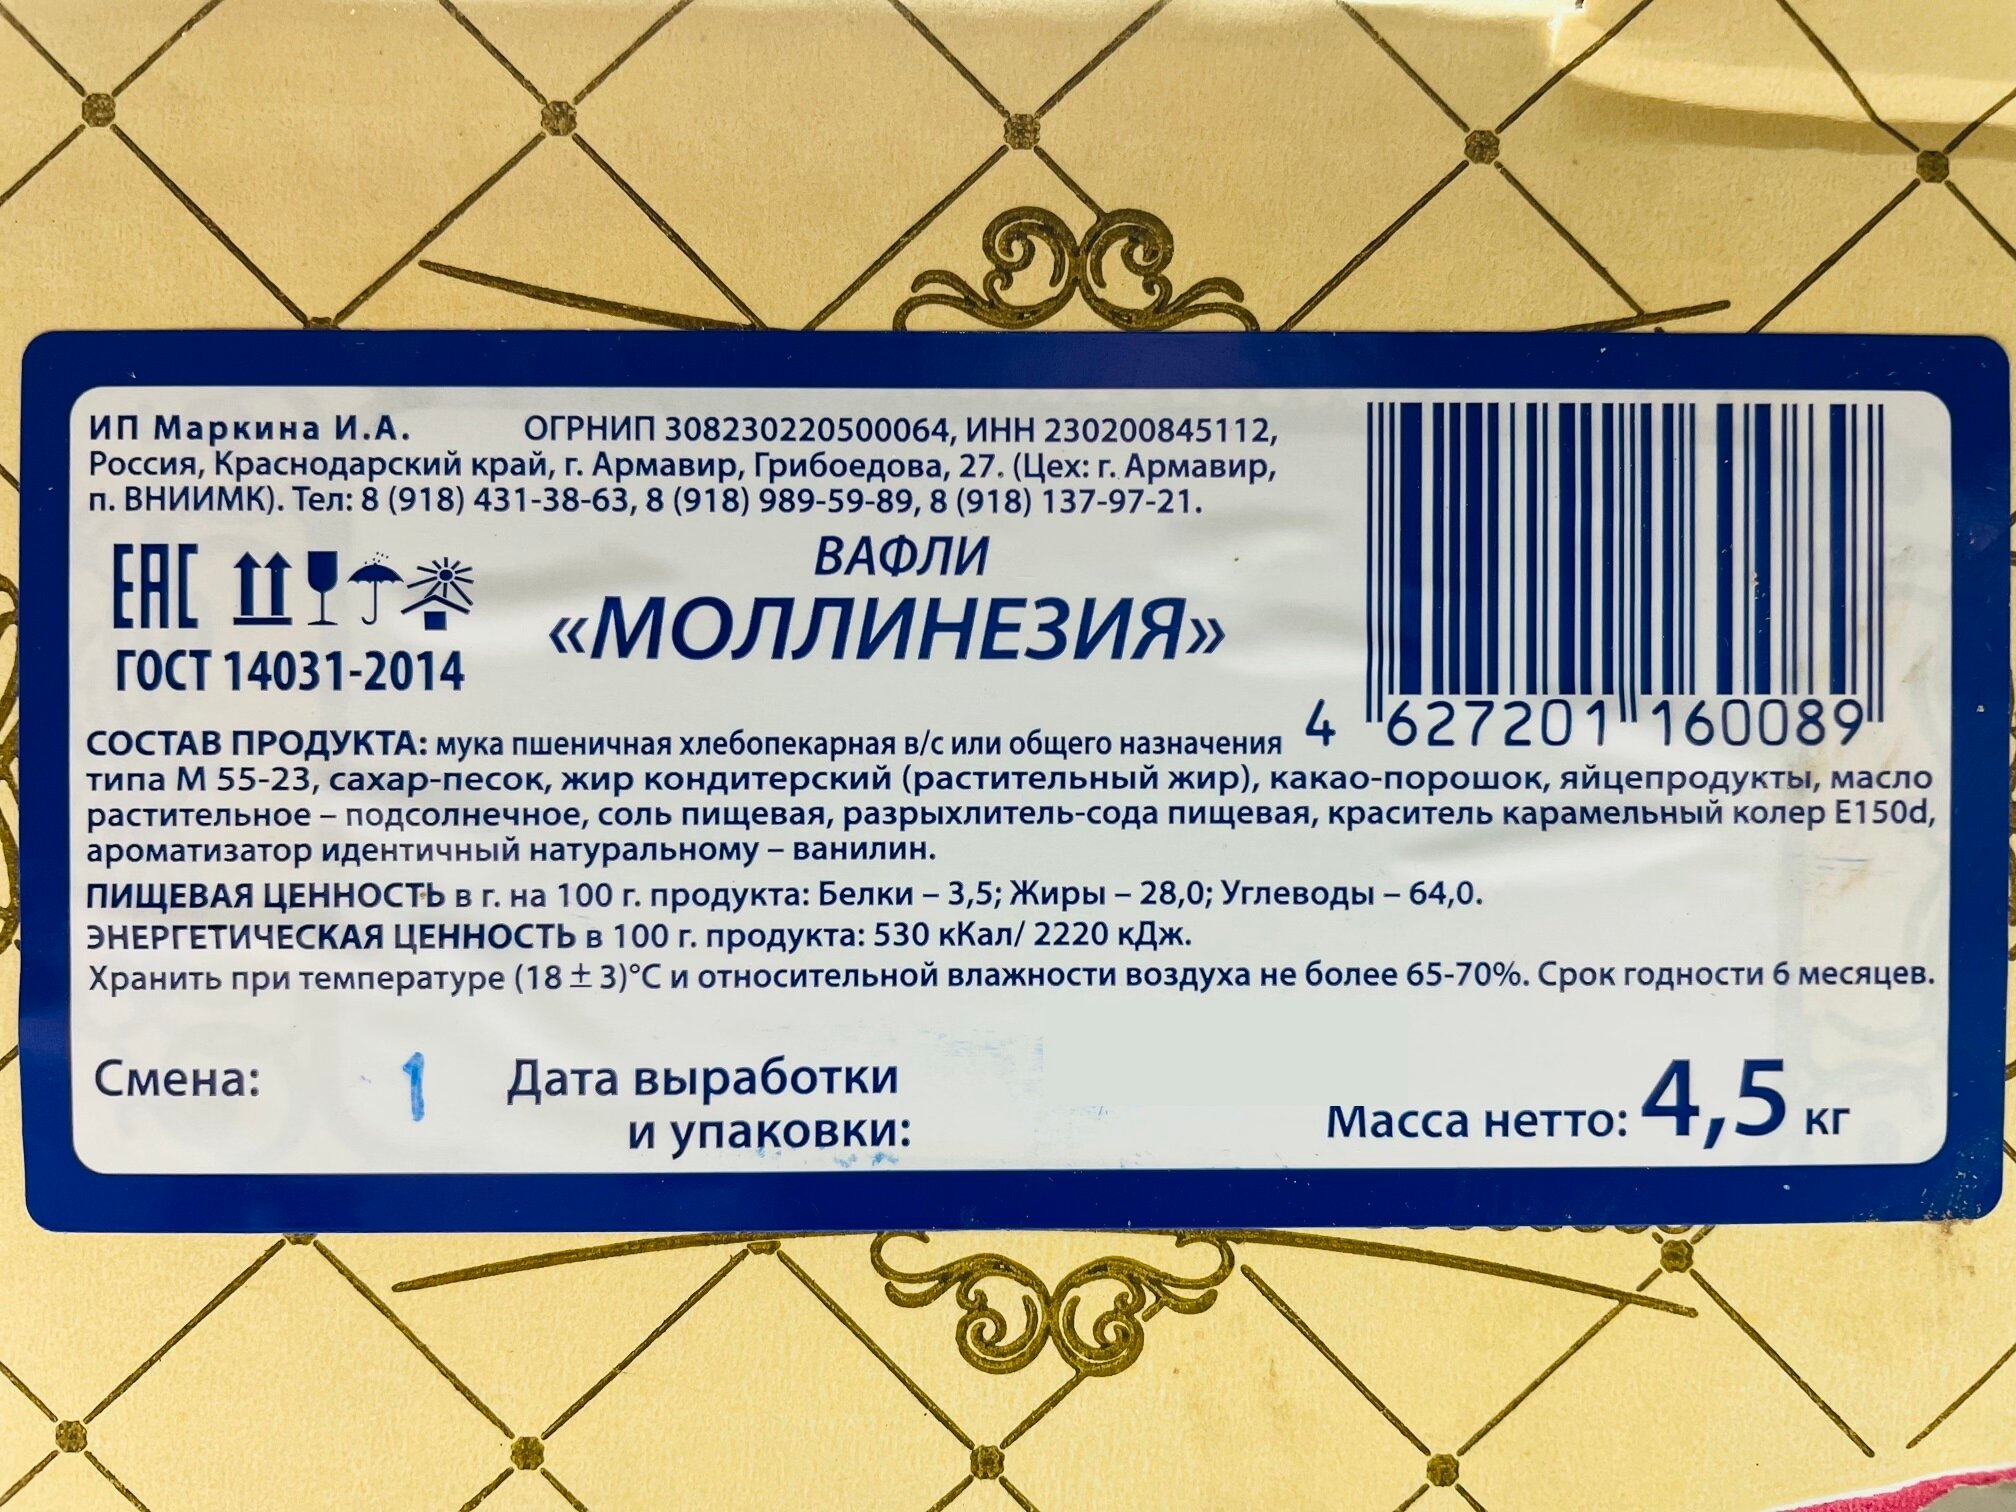 ИП Маркина И.А. ОГРНИП 308230220500064, ИНН 230200845112,
Россия, Краснодарский край, г. Армавир, Грибоедова, 27. (Цех: г. Армавир,
п. ВНИИМК). Тел: 8 (918) 431-38-63, 8 (918) 989-59-89, 8 (918) 137-97-21.
ЕАС
ГОСТ 14031-2014
ВАФЛИ
«МОЛЛИНЕЗИЯ»
4 627201 160089
СОСТАВ ПРОДУКТА: мука пшеничная хлебопекарная в/с или общего назначения
типа М 55-23, сахар-песок, жир кондитерский (растительный жир), какао-порошок, яйцепродукты, масло
растительное – подсолнечное, соль пищевая, разрыхлитель-сода пищевая, краситель карамельный колер Е150d,
ароматизатор идентичный натуральному – ванилин.
ПИЩЕВАЯ ЦЕННОСТЬ в г. на 100 г. продукта: Белки – 3,5; Жиры – 28,0; Углеводы – 64,0.
ЭНЕРГЕТИЧЕСКАЯ ЦЕННОСТЬ в 100 г. продукта: 530 кКал/ 2220 кДж.
Хранить при температуре (18 ± 3)°С и относительной влажности воздуха не более 65-70%. Срок годности 6 месяцев.
Смена: 1 Дата выработки
и упаковки:
Масса нетто: 4,5 кг